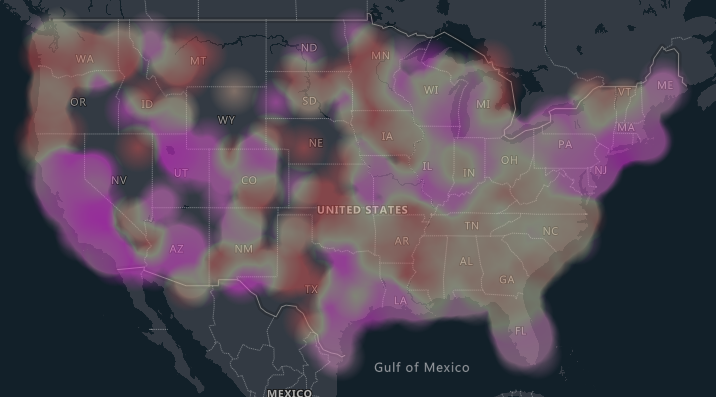 ND
WA
MT
MN
VT
ME
OR
ID
SD
WI
MI
WY
MA
IA
NE
PA
OH
NV
UT
CO
IL
IN
NJ
UNITED STATES
TN
NC
AZ
NM
AR
AL
GA
TX
LA
FL
Gulf of Mexico
MEXICO